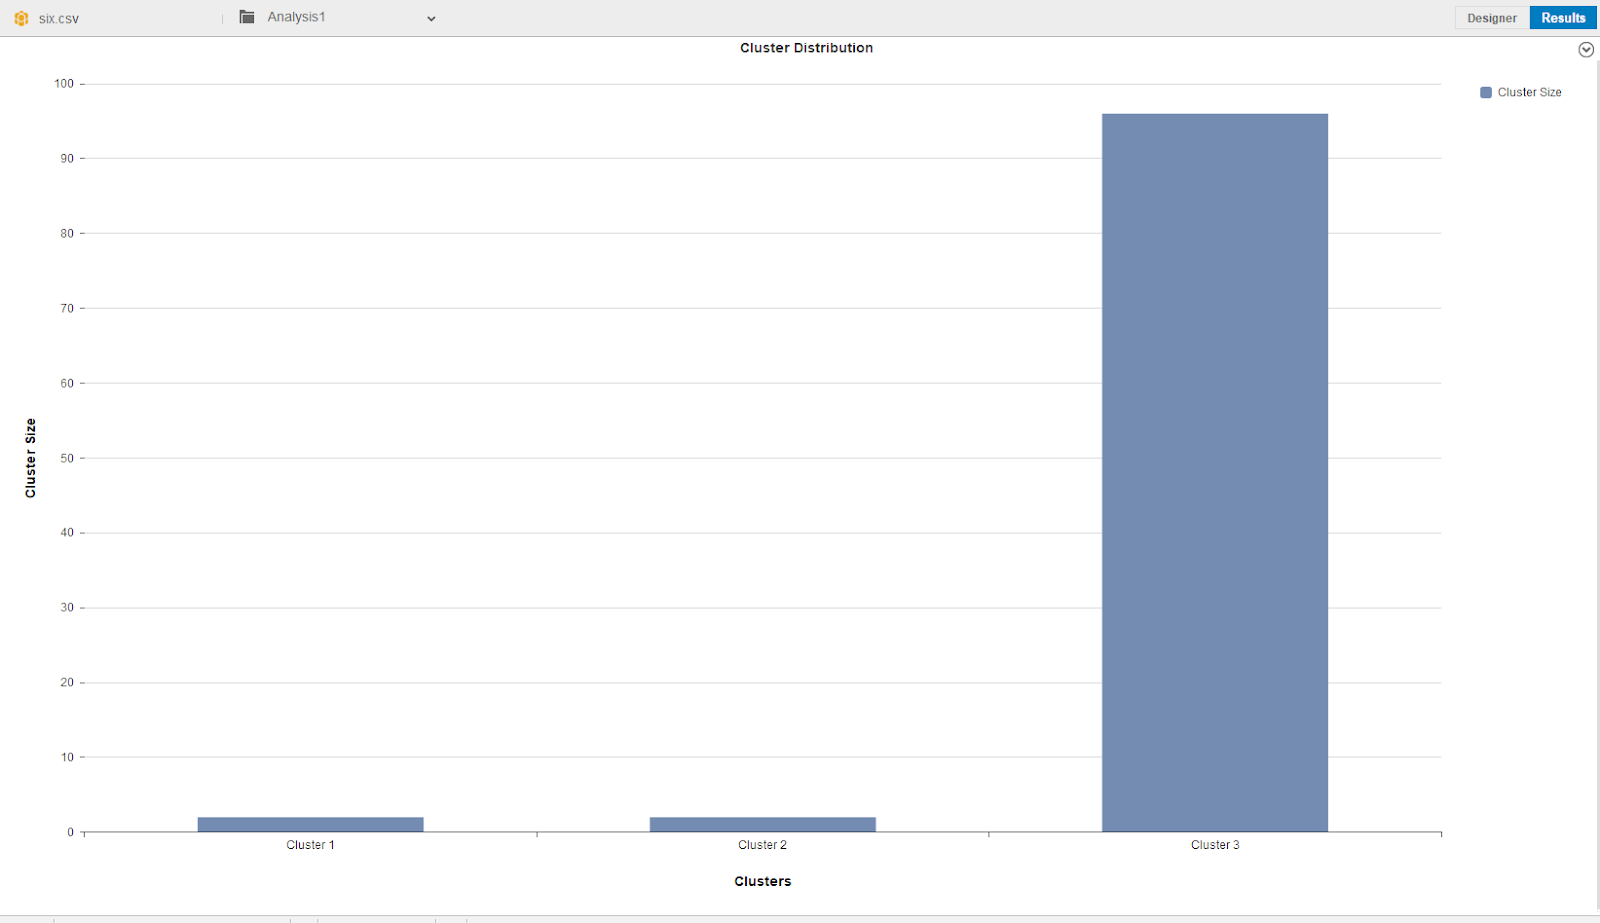 six.csv
Analysis1
Designer
Results
Cluster Distribution
Cluster Size
100
90
80
70
60
50
40
30
20
10
0
Cluster Size
Cluster 1
Cluster 2
Cluster 3
Clusters